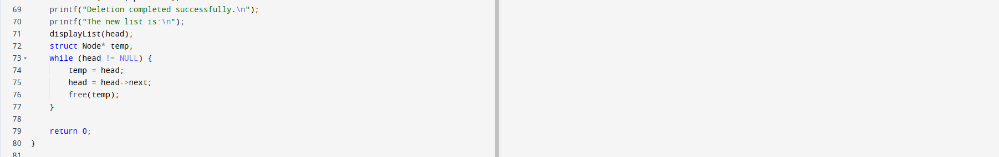 69 printf("Deletion completed successfully.\n");
70 printf("The new list is:\n");
71 displayList(head);
72 struct Node* temp;
73 while (head != NULL) {
74 temp = head;
75 head = head->next;
76 free(temp);
77 }
78
79 return 0;
80 }
81